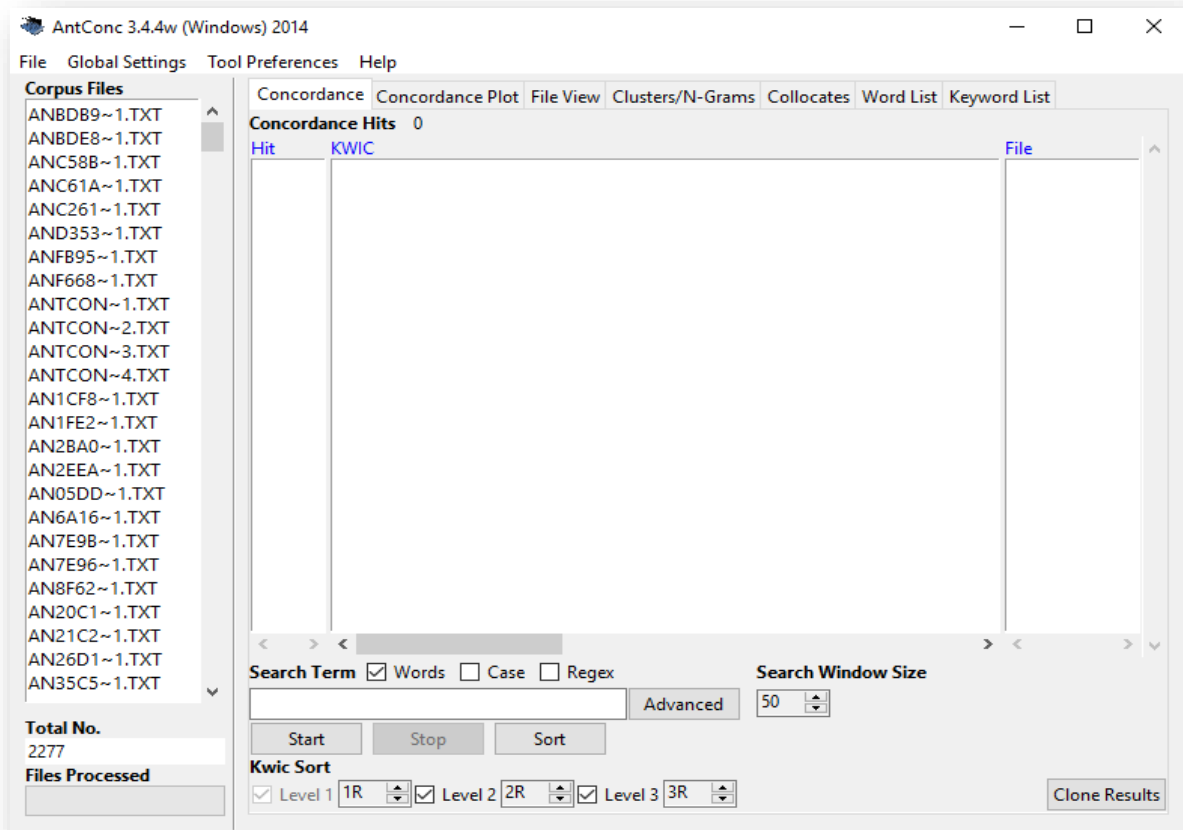 AntConc 3.4.4w (Windows) 2014
File Global Settings Tool Preferences Help
Corpus Files
ANBDB9~1.TXT
ANBDE8~1.TXT
ANC58B~1.TXT
ANC61A~1.TXT
ANC261~1.TXT
AND353~1.TXT
ANFB95~1.TXT
ANF668~1.TXT
ANTCON~1.TXT
ANTCON~2.TXT
ANTCON~3.TXT
ANTCON~4.TXT
AN1CF8~1.TXT
AN1FE2~1.TXT
AN2BA0~1.TXT
AN2EEA~1.TXT
AN05DD~1.TXT
AN6A16~1.TXT
AN7E9B~1.TXT
AN7E96~1.TXT
AN8F62~1.TXT
AN20C1~1.TXT
AN21C2~1.TXT
AN26D1~1.TXT
AN35C5~1.TXT
Total No.
2277
Files Processed
Concordance Concordance Plot File View Clusters/N-Grams Collocates Word List Keyword List
Concordance Hits 0
Hit KWIC File
Search Term Words Case Regex Search Window Size
Advanced 50
Start Stop Sort
Kwic Sort
Level 1 1R Level 2 2R Level 3 3R Clone Results